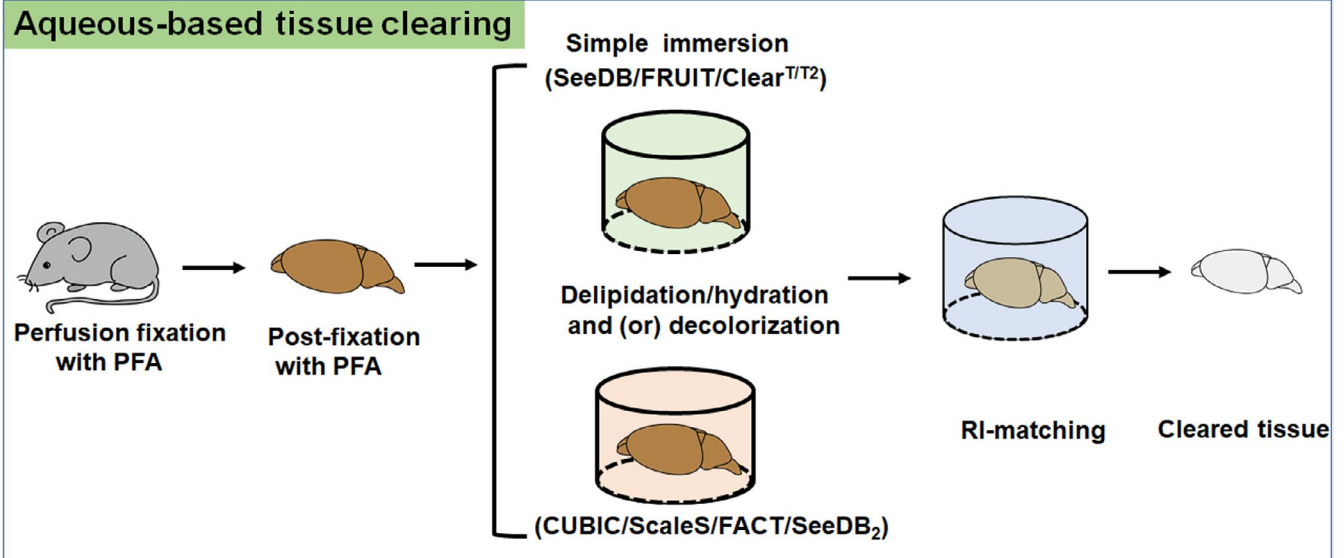 Aqueous-based tissue clearing
Simple immersion
(SeeDB/FRUIT/Clear^T/T2)
Perfusion fixation
with PFA
Post-fixation
with PFA
Delipidation/hydration
and (or) decolorization
(CUBIC/ScaleS/FACT/SeeDB₂)
RI-matching
Cleared tissue